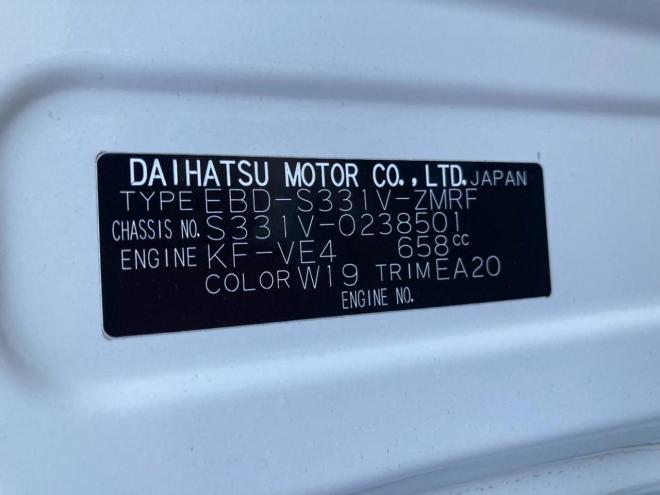 DAIHATSU MOTOR CO.,LTD. JAPAN
TYPE EBD-S331V-ZMRF
CHASSIS NO. S331V-0238501
ENGINE KF-VE4 658cc
COLOR W19 TRIM EA20
ENGINE NO.